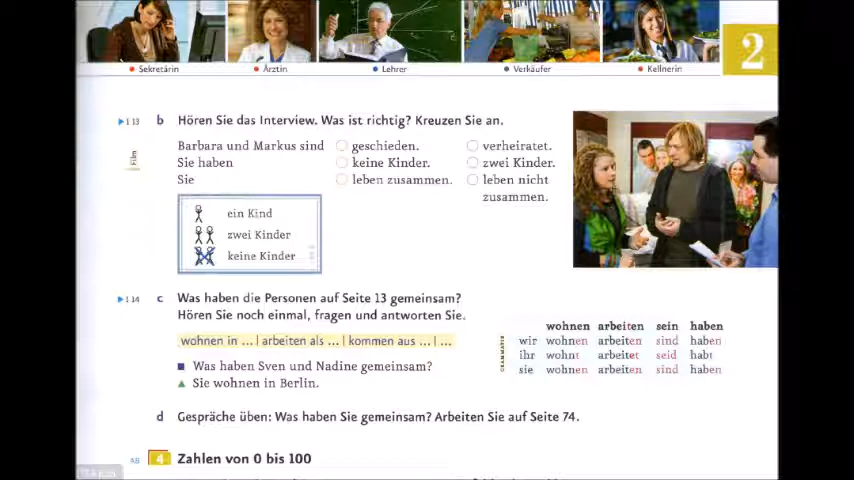 Sekretärin
Ärztin
Lehrer
Verkäufer
Kellnerin
2
1 13
b Hören Sie das Interview. Was ist richtig? Kreuzen Sie an.
Film
Barbara und Markus sind geschieden. verheiratet.
Sie haben keine Kinder. zwei Kinder.
Sie leben zusammen. leben nicht
zusammen.
ein Kind
zwei Kinder
keine Kinder
1 14
c Was haben die Personen auf Seite 13 gemeinsam?
Hören Sie noch einmal, fragen und antworten Sie.
wohnen in ... | arbeiten als ... | kommen aus ... | ...
Was haben Sven und Nadine gemeinsam?
Sie wohnen in Berlin.
GRAMMATIK
wohnen arbeiten sein haben
wir wohnen arbeiten sind haben
ihr wohnt arbeitet seid habt
sie wohnen arbeiten sind haben
d Gespräche üben: Was haben Sie gemeinsam? Arbeiten Sie auf Seite 74.
AB 4 Zahlen von 0 bis 100